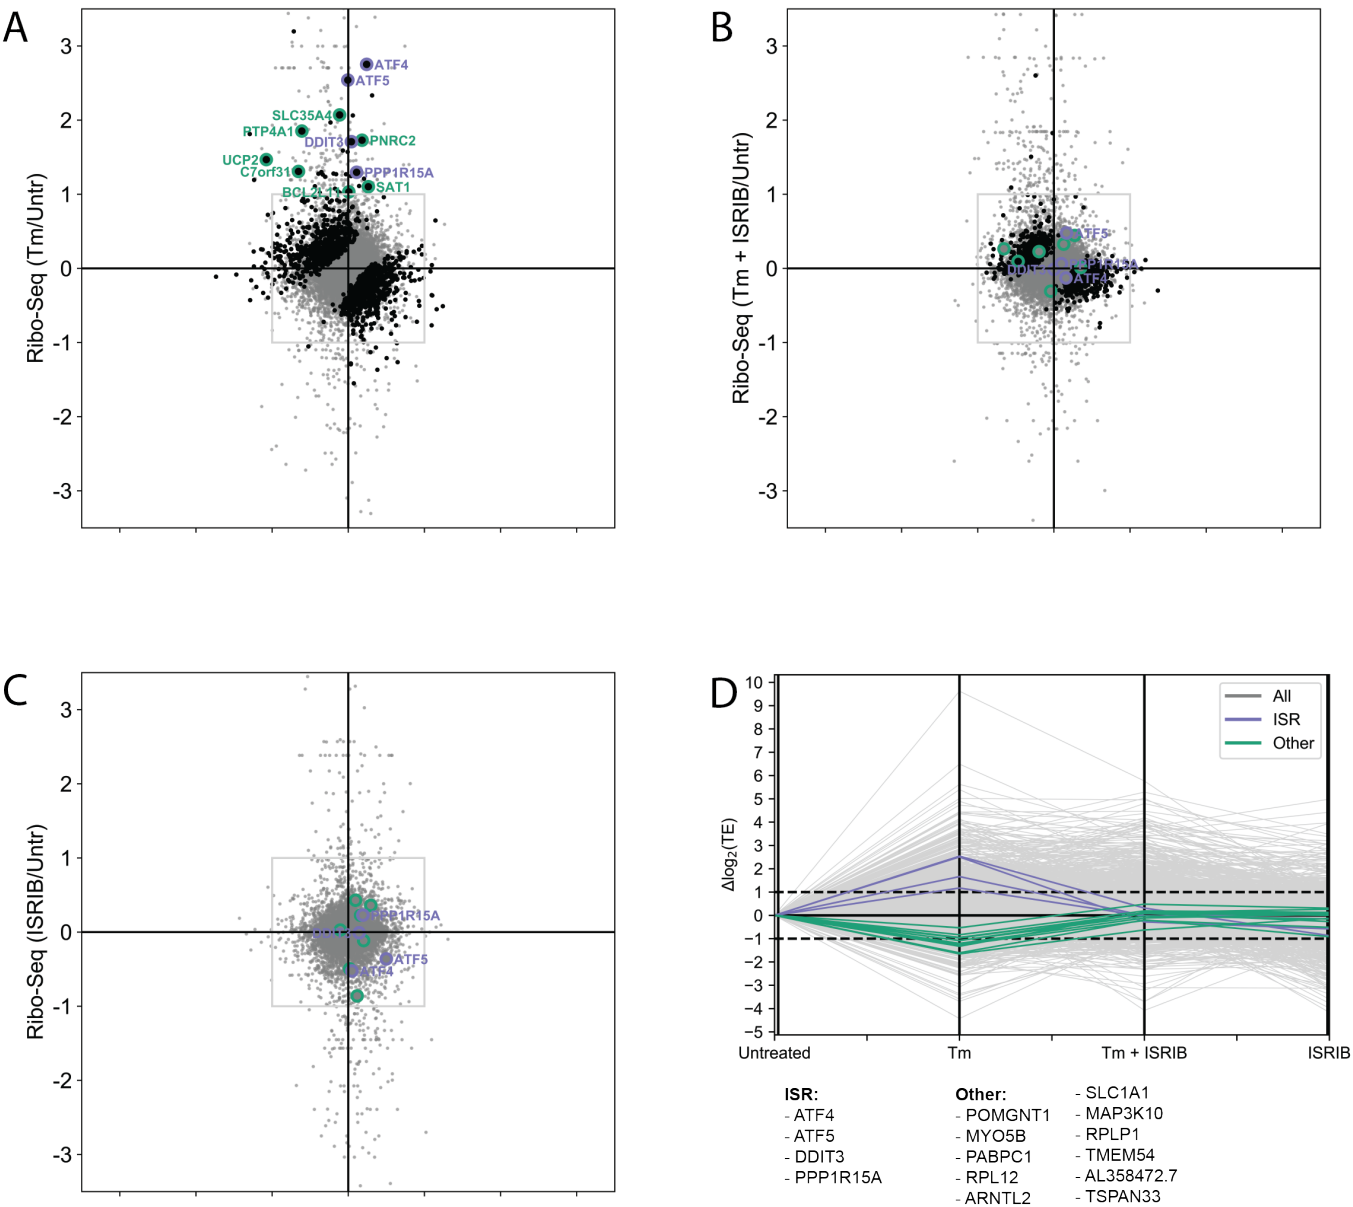 A
Ribo-Seq (Tm/Untr)
3
2
1
0
-1
-2
-3
ATF4
ATF5
SLC35A4
PTP4A1
DDIT3
PNRC2
UCP2
C7orf31
PPP1R15A
SAT1
B
Ribo-Seq (Tm + ISRIB/Untr)
3
2
1
0
-1
-2
-3
ATF5
PPP1R15A
DDIT3
ATF4
C
Ribo-Seq (ISRIB/Untr)
3
2
1
0
-1
-2
-3
PPP1R15A
ATF5
ATF4
D
Δlog2(TE)
10
9
8
7
6
5
4
3
2
1
0
−1
−2
−3
−4
−5
All
ISR
Other
Untreated
Tm
Tm + ISRIB
ISRIB
ISR:
- ATF4
- ATF5
- DDIT3
- PPP1R15A
Other:
- POMGNT1
- MYO5B
- PABPC1
- RPL12
- ARNTL2
- SLC1A1
- MAP3K10
- RPLP1
- TMEM54
- AL358472.7
- TSPAN33